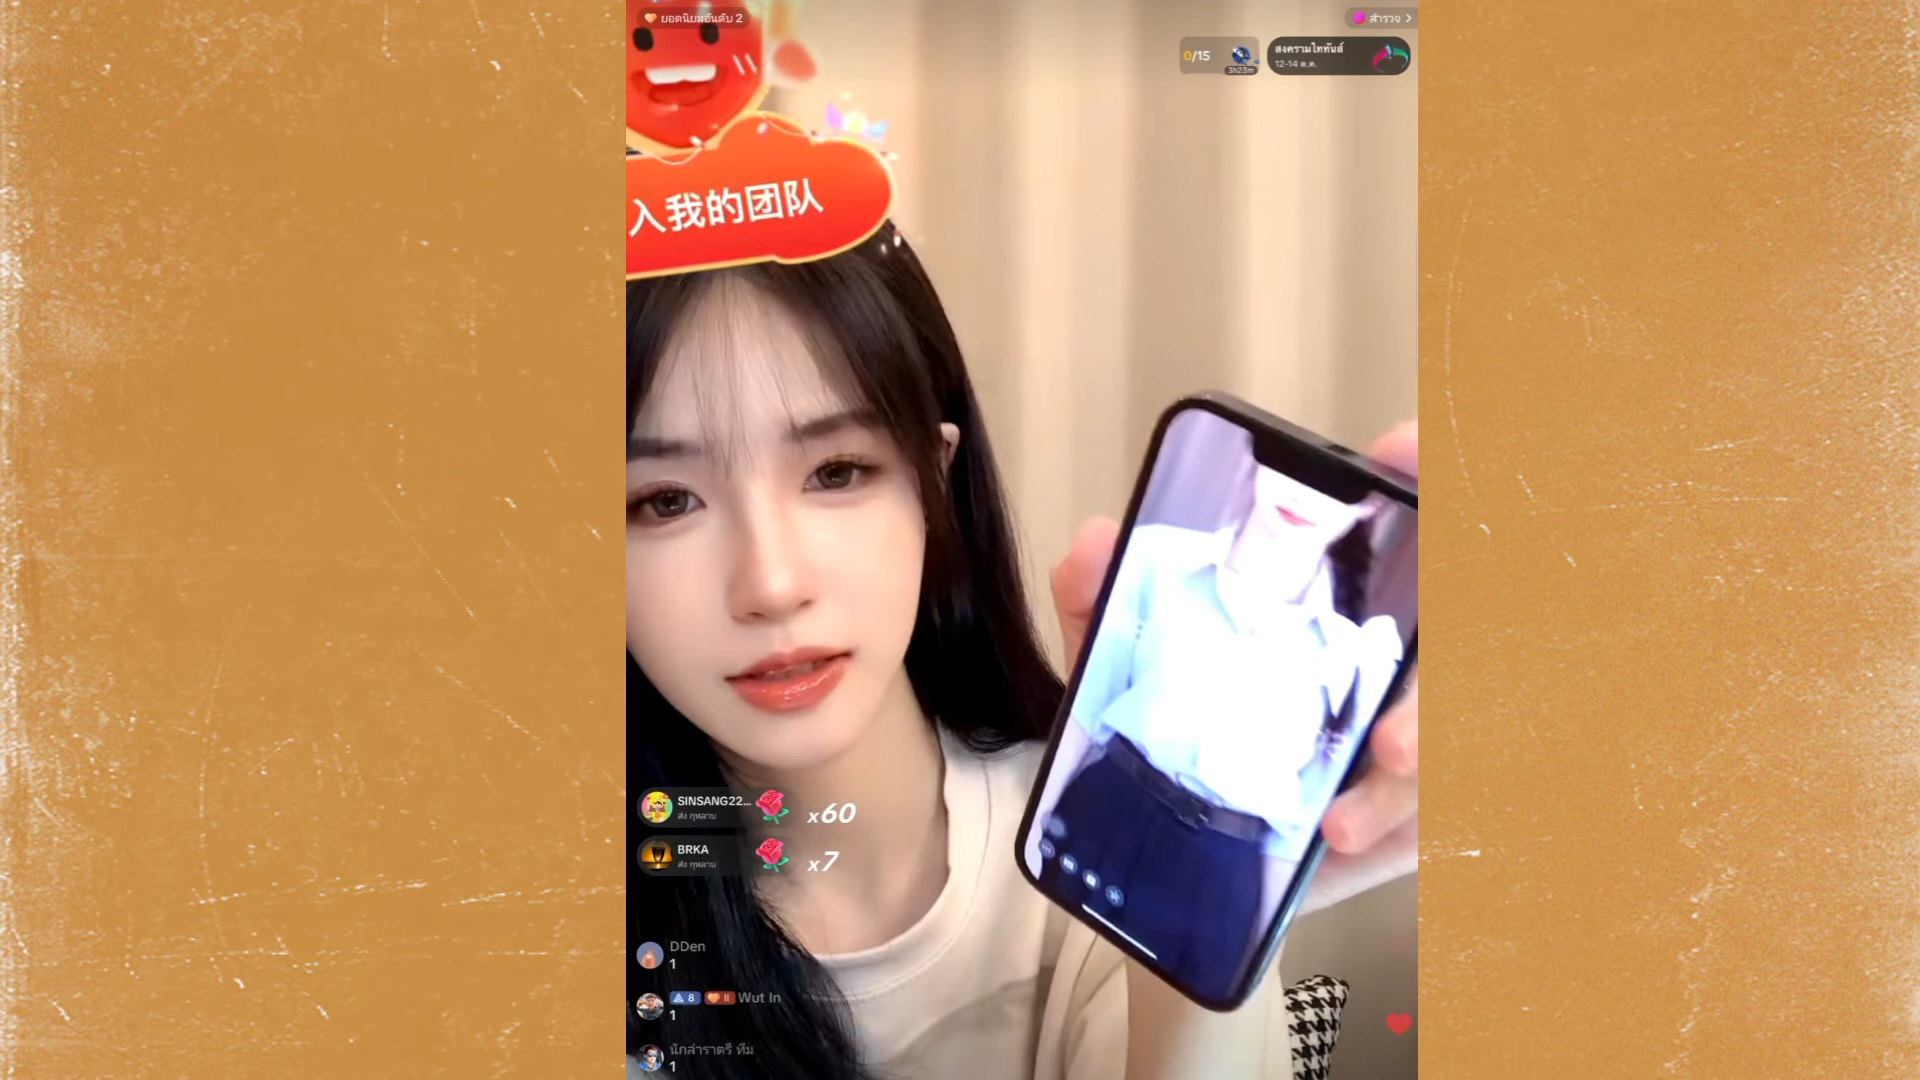 ยอดนิยมอันดับ 2
สำรวจ
0/15
3h23m
สงครามไททันส์
12-14 ต.ค.
入我的团队
SINSANG22...
ส่ง กุหลาบ
x60
BRKA
ส่ง กุหลาบ
x7
DDen
1
8
II
Wut In
1
นักล่าราตรี ทีม
1